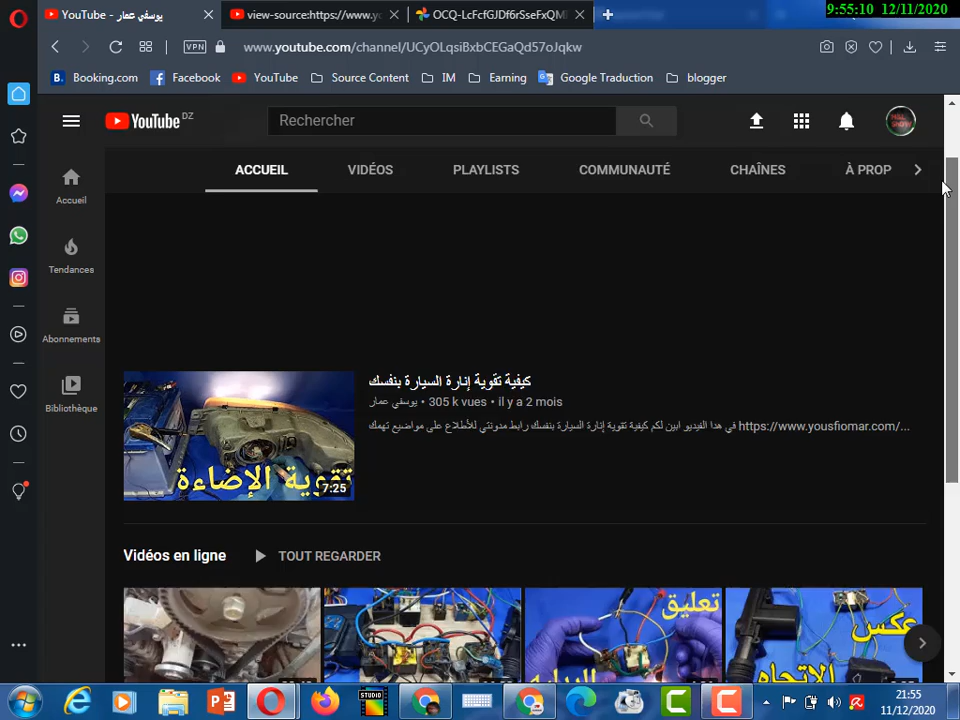 9:55:10 12/11/2020
يوسفي عمار - YouTube
view-source:https://www.y
OCQ-LcFcfGJDf6rSseFxQM
VPN
www.youtube.com/channel/UCyOLqsiBxbCEGaQd57oJqkw
B. Booking.com
Facebook
YouTube
Source Content
IM
Earning
Google Traduction
blogger
YouTube DZ
Rechercher
ACCUEIL
VIDÉOS
PLAYLISTS
COMMUNAUTÉ
CHAÎNES
À PROP
Accueil
Tendances
Abonnements
Bibliothèque
كيفية تقوية إنارة السيارة بنفسك
يوسفي عمار • 305 k vues • il y a 2 mois
في هدا الفيديو ابين لكم كيفية تقوية إنارة السيارة بنفسك رابط مدونتي للأطلاع على مواضيع تهمك https://www.yousfiomar.com/...
تقوية الإضاءة
7:25
Vidéos en ligne
TOUT REGARDER
تعليق
عكس
الاتجاه
STUDIO
21:55
11/12/2020